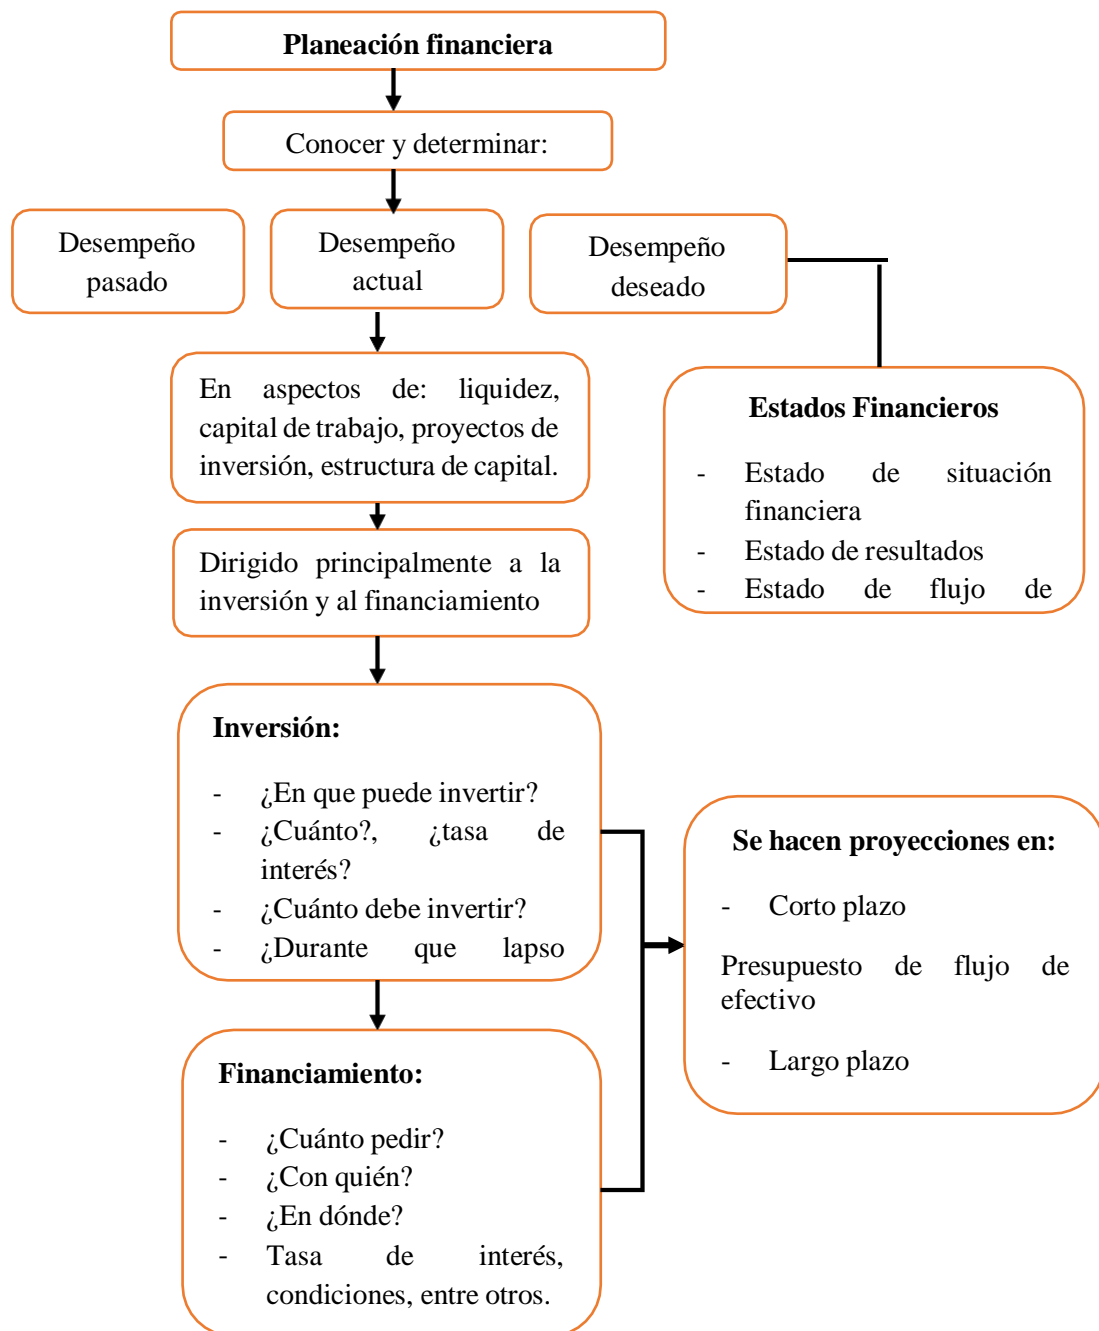 Planeación financiera
Conocer y determinar:
Desempeño
pasado
Desempeño
actual
Desempeño
deseado
En aspectos de: liquidez,
capital de trabajo, proyectos de
inversión, estructura de capital.
Estados Financieros
- Estado de situación
financiera
- Estado de resultados
- Estado de flujo de
Dirigido principalmente a la
inversión y al financiamiento
Inversión:
- ¿En que puede invertir?
- ¿Cuánto?, ¿tasa de
interés?
- ¿Cuánto debe invertir?
- ¿Durante que lapso
Se hacen proyecciones en:
- Corto plazo
Presupuesto de flujo de
efectivo
- Largo plazo
Financiamiento:
- ¿Cuánto pedir?
- ¿Con quién?
- ¿En dónde?
- Tasa de interés,
condiciones, entre otros.